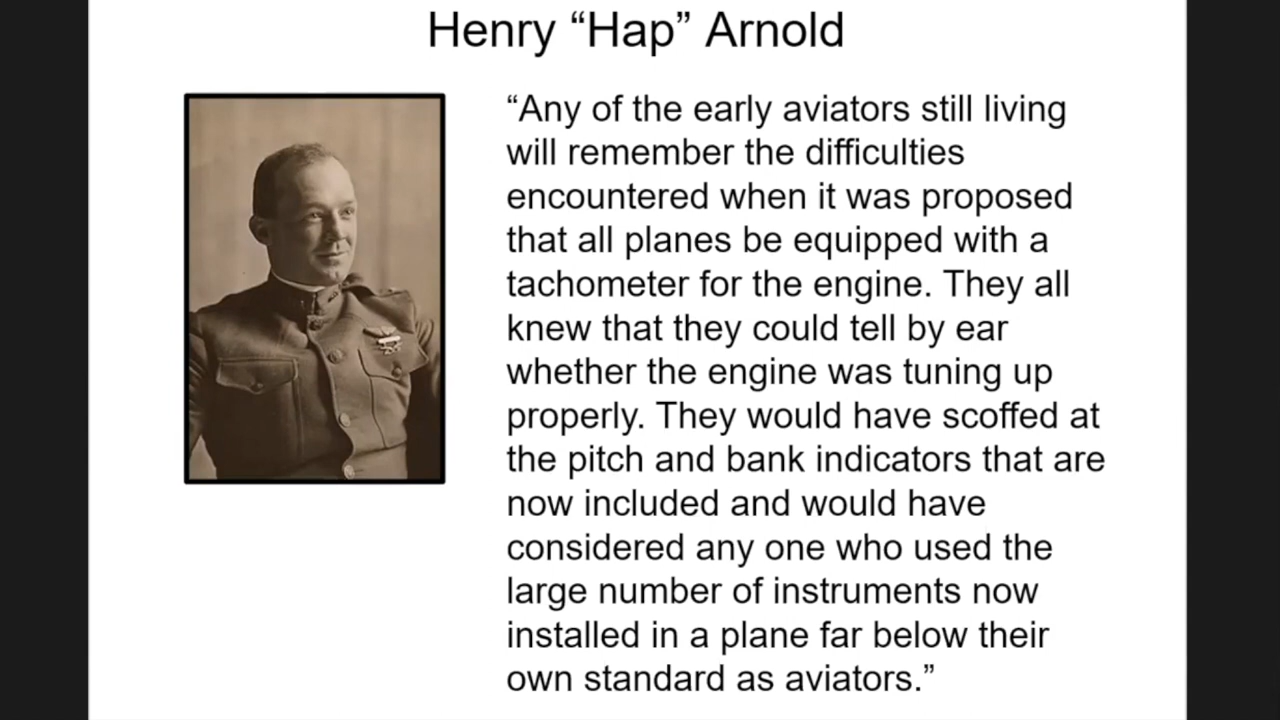 Henry “Hap” Arnold
“Any of the early aviators still living
will remember the difficulties
encountered when it was proposed
that all planes be equipped with a
tachometer for the engine. They all
knew that they could tell by ear
whether the engine was tuning up
properly. They would have scoffed at
the pitch and bank indicators that are
now included and would have
considered any one who used the
large number of instruments now
installed in a plane far below their
own standard as aviators.”